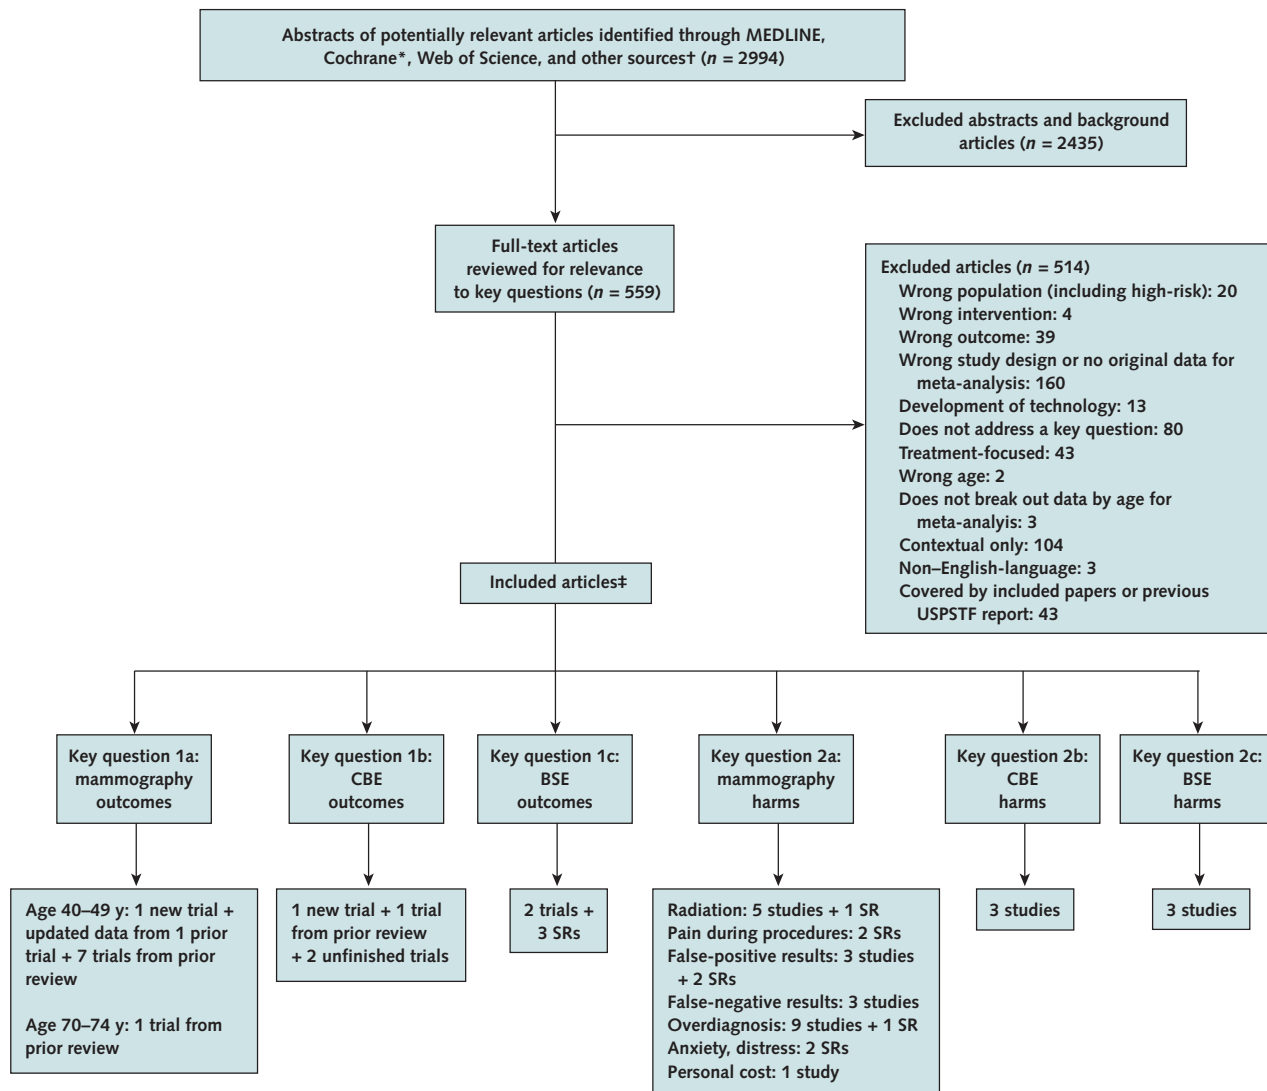 Abstracts of potentially relevant articles identified through MEDLINE,
Cochrane*, Web of Science, and other sources† (n = 2994)
Excluded abstracts and background
articles (n = 2435)
Full-text articles
reviewed for relevance
to key questions (n = 559)
Excluded articles (n = 514)
Wrong population (including high-risk): 20
Wrong intervention: 4
Wrong outcome: 39
Wrong study design or no original data for
meta-analysis: 160
Development of technology: 13
Does not address a key question: 80
Treatment-focused: 43
Wrong age: 2
Does not break out data by age for
meta-analyis: 3
Contextual only: 104
Non–English-language: 3
Covered by included papers or previous
USPSTF report: 43
Included articles‡
Key question 1a:
mammography
outcomes
Key question 1b:
CBE
outcomes
Key question 1c:
BSE
outcomes
Key question 2a:
mammography
harms
Key question 2b:
CBE
harms
Key question 2c:
BSE
harms
Age 40–49 y: 1 new trial +
updated data from 1 prior
trial + 7 trials from prior
review
Age 70–74 y: 1 trial from
prior review
1 new trial + 1 trial
from prior review
+ 2 unfinished trials
2 trials +
3 SRs
Radiation: 5 studies + 1 SR
Pain during procedures: 2 SRs
False-positive results: 3 studies
+ 2 SRs
False-negative results: 3 studies
Overdiagnosis: 9 studies + 1 SR
Anxiety, distress: 2 SRs
Personal cost: 1 study
3 studies
3 studies